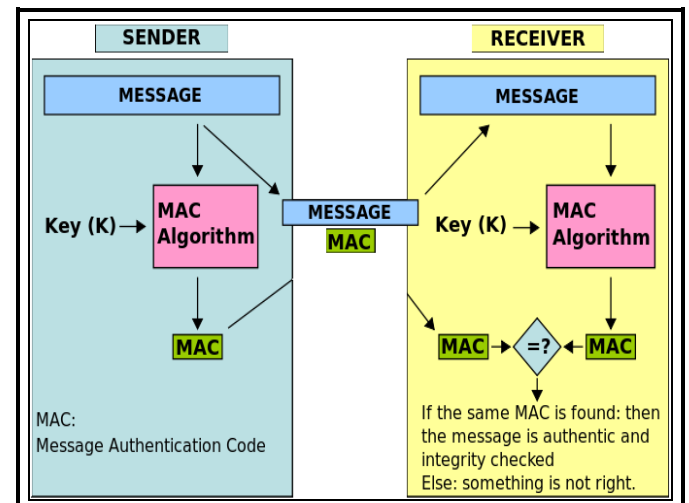 SENDER
RECEIVER
MESSAGE
MESSAGE
Key (K)
MAC
Algorithm
MESSAGE
MAC
Key (K)
MAC
Algorithm
MAC
MAC
=?
MAC
MAC:
Message Authentication Code
If the same MAC is found: then
the message is authentic and
integrity checked
Else: something is not right.